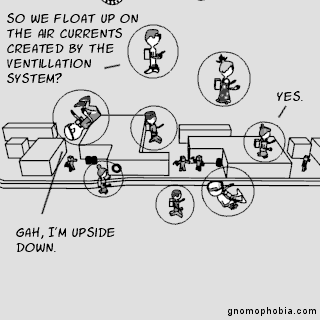 SO WE FLOAT UP ON
THE AIR CURRENTS
CREATED BY THE
VENTILLATION
SYSTEM?
YES.
GAH, I'M UPSIDE
DOWN.
gnomophobia.com